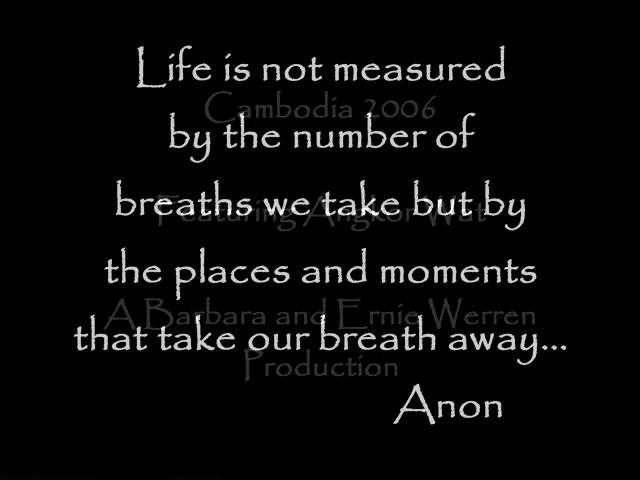 Life is not measured
Cambodia 2006
by the number of
breaths we take but by
Featuring Angkor Wat
the places and moments
A Barbara and Ernie Werren
that take our breath away...
Production
Anon